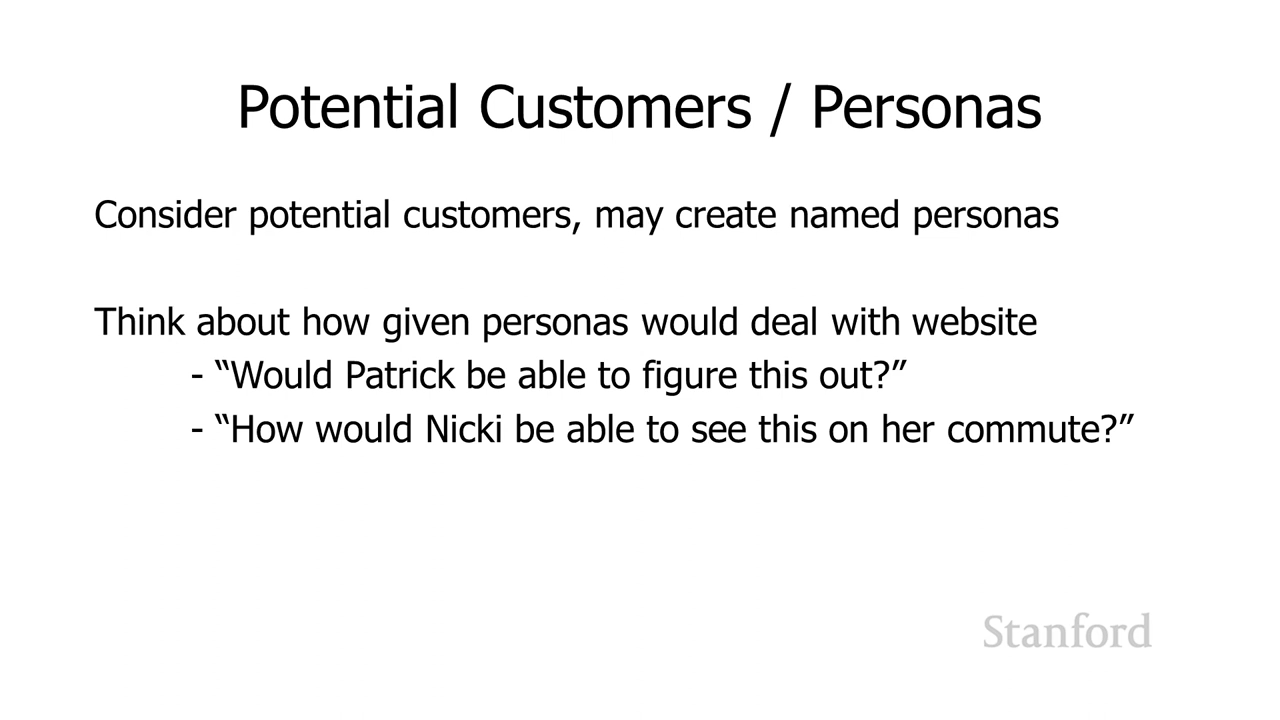 Potential Customers / Personas
Consider potential customers, may create named personas
Think about how given personas would deal with website
- “Would Patrick be able to figure this out?”
- “How would Nicki be able to see this on her commute?”
Stanford